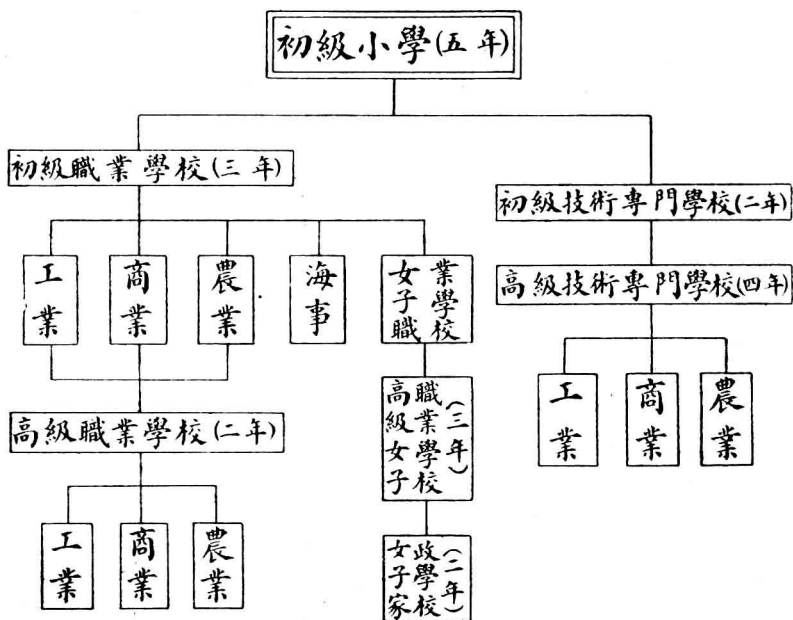 初級小學(五年)
初級職業學校(三年)
初級技術專門學校(二年)
工業
商業
農業
海事
女子職業學校
高級技術專門學校(四年)
工業
商業
農業
高級女子職業學校(三年)
高級職業學校(二年)
工業
商業
農業
女子家政學校(二年)